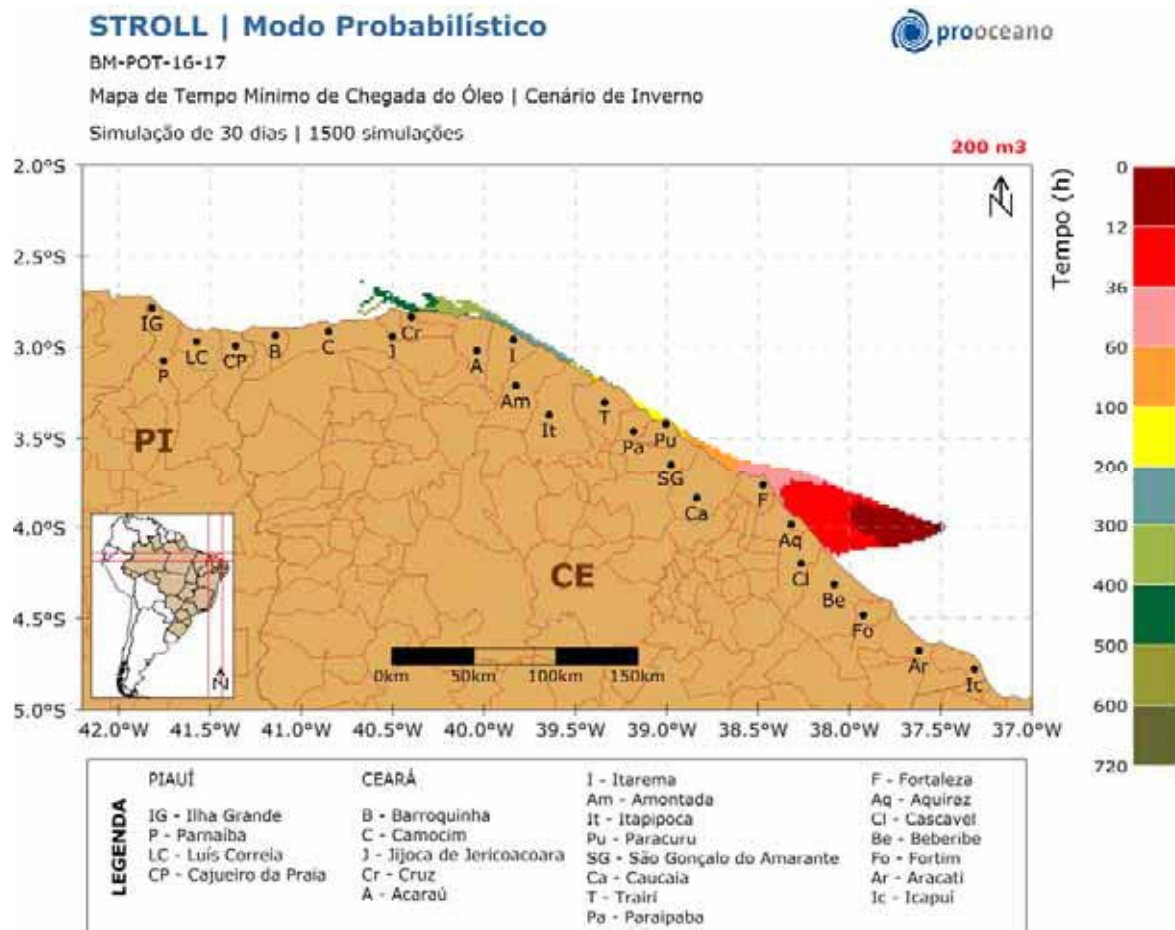 STROLL | Modo Probabilístico
prooceano
BM-POT-16-17
Mapa de Tempo Mínimo de Chegada do Óleo | Cenário de Inverno
Simulação de 30 dias | 1500 simulações
200 m3
2.0°S
2.5°S
3.0°S
3.5°S
4.0°S
4.5°S
5.0°S
N
IG
P
LC
CP
B
C
J
Cr
A
I
Am
It
T
Pa
Pu
SG
Ca
F
Aq
Cl
Be
Fo
Ar
Ic
PI
CE
N
0km 50km 100km 150km
42.0°W 41.5°W 41.0°W 40.5°W 40.0°W 39.5°W 39.0°W 38.5°W 38.0°W 37.5°W 37.0°W
Tempo (h)
0
12
36
60
100
200
300
400
500
600
720
LEGENDA
PIAUÍ
IG - Ilha Grande
P - Parnaíba
LC - Luís Correia
CP - Cajueiro da Praia
CEARÁ
B - Barroquinha
C - Camocim
J - Jijoca de Jericoacoara
Cr - Cruz
A - Acaraú
I - Itarema
Am - Amontada
It - Itapipoca
Pu - Paracuru
SG - São Gonçalo do Amarante
Ca - Caucaia
T - Trairi
Pa - Paraipaba
F - Fortaleza
Aq - Aquiraz
Cl - Cascavel
Be - Beberibe
Fo - Fortim
Ar - Aracati
Ic - Icapuí